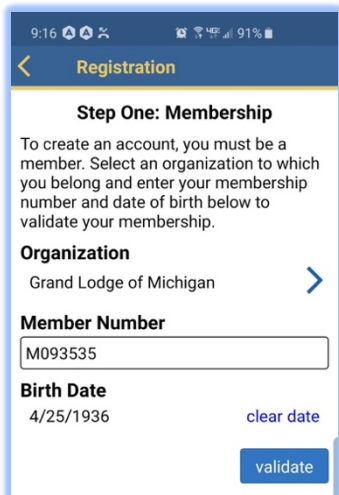 9:16 91%
Registration
Step One: Membership
To create an account, you must be a
member. Select an organization to which
you belong and enter your membership
number and date of birth below to
validate your membership.
Organization
Grand Lodge of Michigan
Member Number
M093535
Birth Date
4/25/1936 clear date
validate